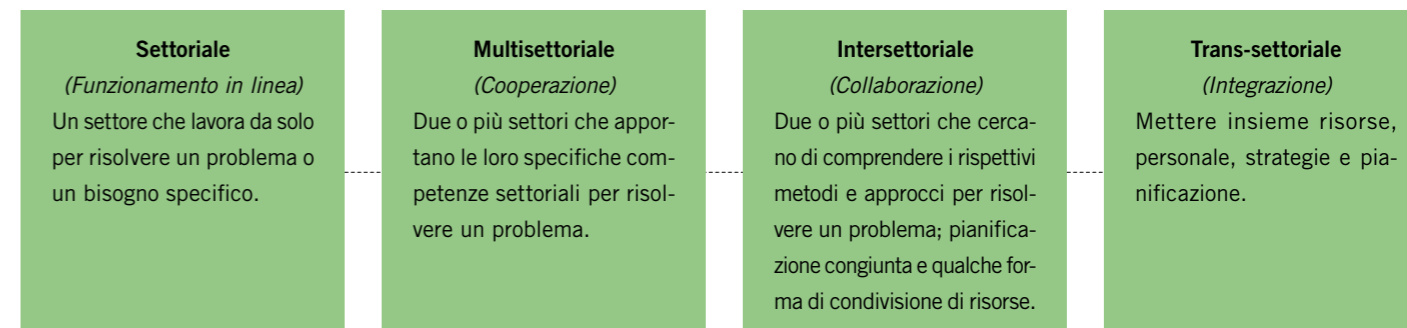 Settoriale
(Funzionamento in linea)
Un settore che lavora da solo
per risolvere un problema o
un bisogno specifico.
Multisettoriale
(Cooperazione)
Due o più settori che appor-
tano le loro specifiche com-
petenze settoriali per risol-
vere un problema.
Intersettoriale
(Collaborazione)
Due o più settori che cerca-
no di comprendere i rispettivi
metodi e approcci per risol-
vere un problema; pianifica-
zione congiunta e qualche for-
ma di condivisione di risorse.
Trans-settoriale
(Integrazione)
Mettere insieme risorse,
personale, strategie e pia-
nificazione.